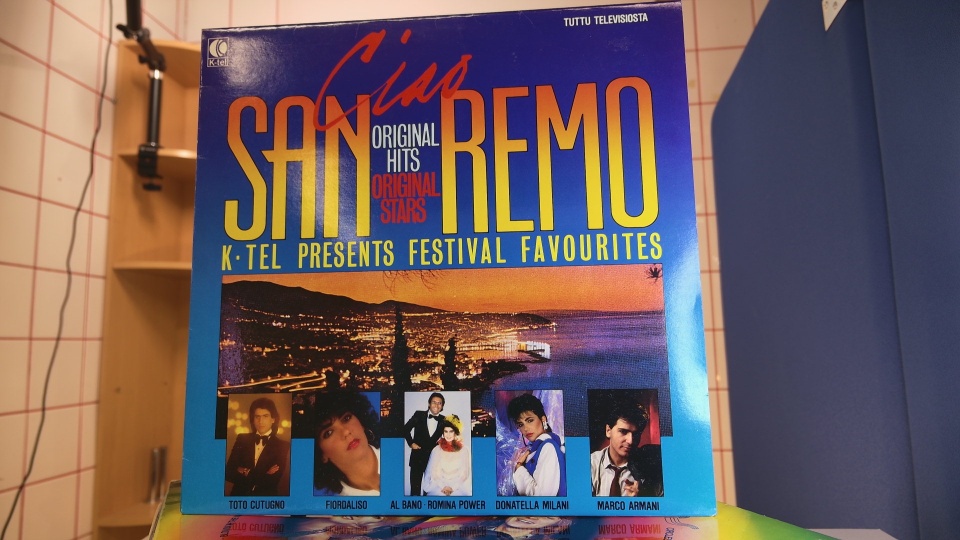 TUTTU TELEVISIOSTA
K-tel
Ciao
SAN REMO
ORIGINAL
HITS
ORIGINAL
STARS
K·TEL PRESENTS FESTIVAL FAVOURITES
TOTO CUTUGNO
FIORDALISO
AL BANO · ROMINA POWER
DONATELLA MILANI
MARCO ARMANI